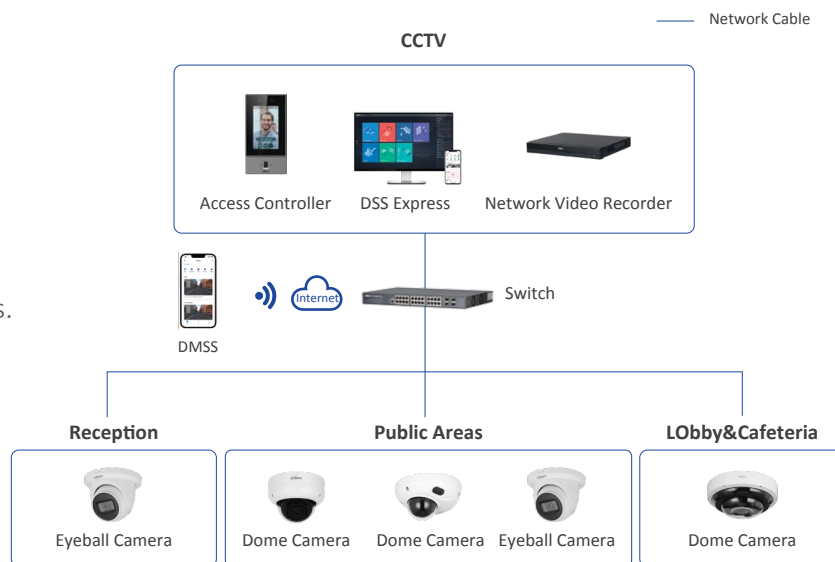 Network Cable
CCTV
Access Controller
DSS Express
Network Video Recorder
s.
Internet
Switch
DMSS
Reception
Public Areas
LObby&Cafeteria
Eyeball Camera
Dome Camera
Dome Camera
Eyeball Camera
Dome Camera